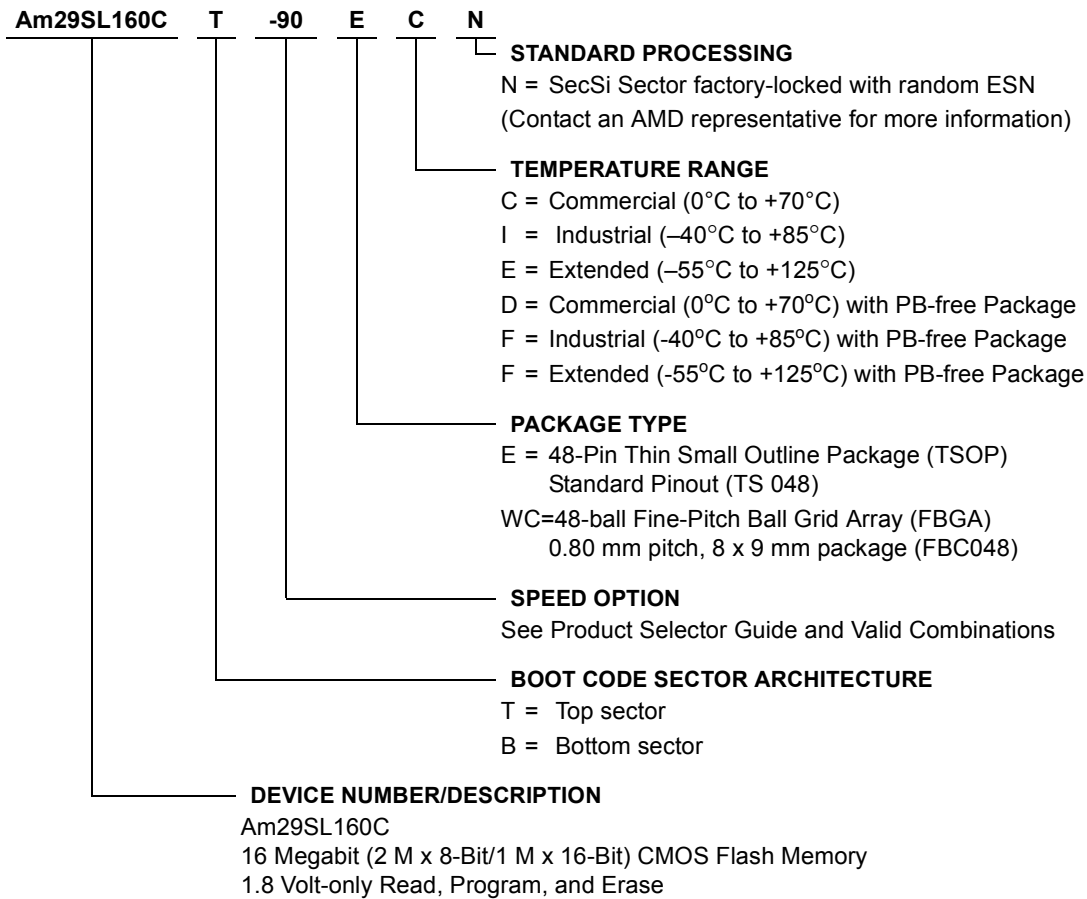 Am29SL160C T -90 E C N
STANDARD PROCESSING
N = SecSi Sector factory-locked with random ESN
(Contact an AMD representative for more information)
TEMPERATURE RANGE
C = Commercial (0°C to +70°C)
I = Industrial (–40°C to +85°C)
E = Extended (–55°C to +125°C)
D = Commercial (0°C to +70°C) with PB-free Package
F = Industrial (-40°C to +85°C) with PB-free Package
F = Extended (-55°C to +125°C) with PB-free Package
PACKAGE TYPE
E = 48-Pin Thin Small Outline Package (TSOP)
Standard Pinout (TS 048)
WC=48-ball Fine-Pitch Ball Grid Array (FBGA)
0.80 mm pitch, 8 x 9 mm package (FBC048)
SPEED OPTION
See Product Selector Guide and Valid Combinations
BOOT CODE SECTOR ARCHITECTURE
T = Top sector
B = Bottom sector
DEVICE NUMBER/DESCRIPTION
Am29SL160C
16 Megabit (2 M x 8-Bit/1 M x 16-Bit) CMOS Flash Memory
1.8 Volt-only Read, Program, and Erase